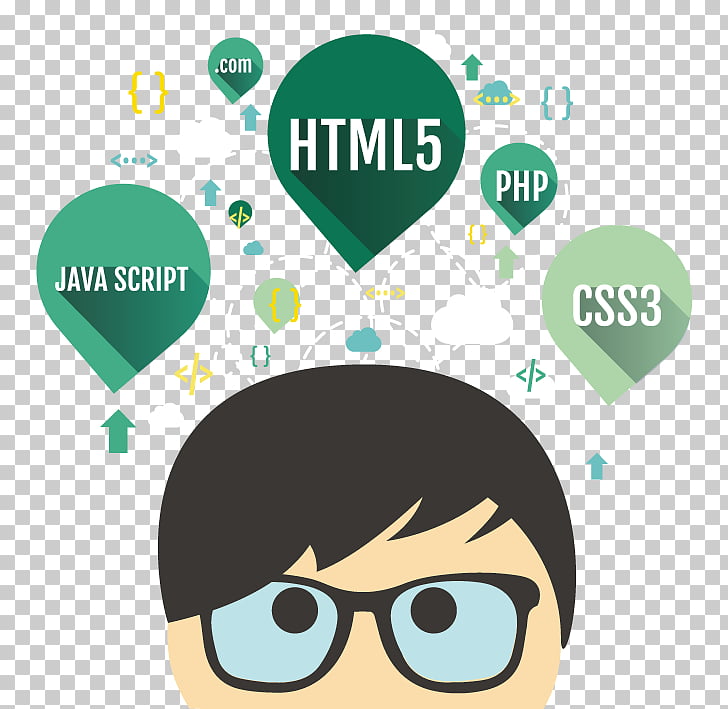 .com
HTML5
PHP
JAVA SCRIPT
CSS3
{ }
<···>
{ }
<····>
</>
{ }
<···>
{ }
{ }
</>
</>